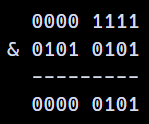 0000 1111
& 0101 0101
---------
0000 0101